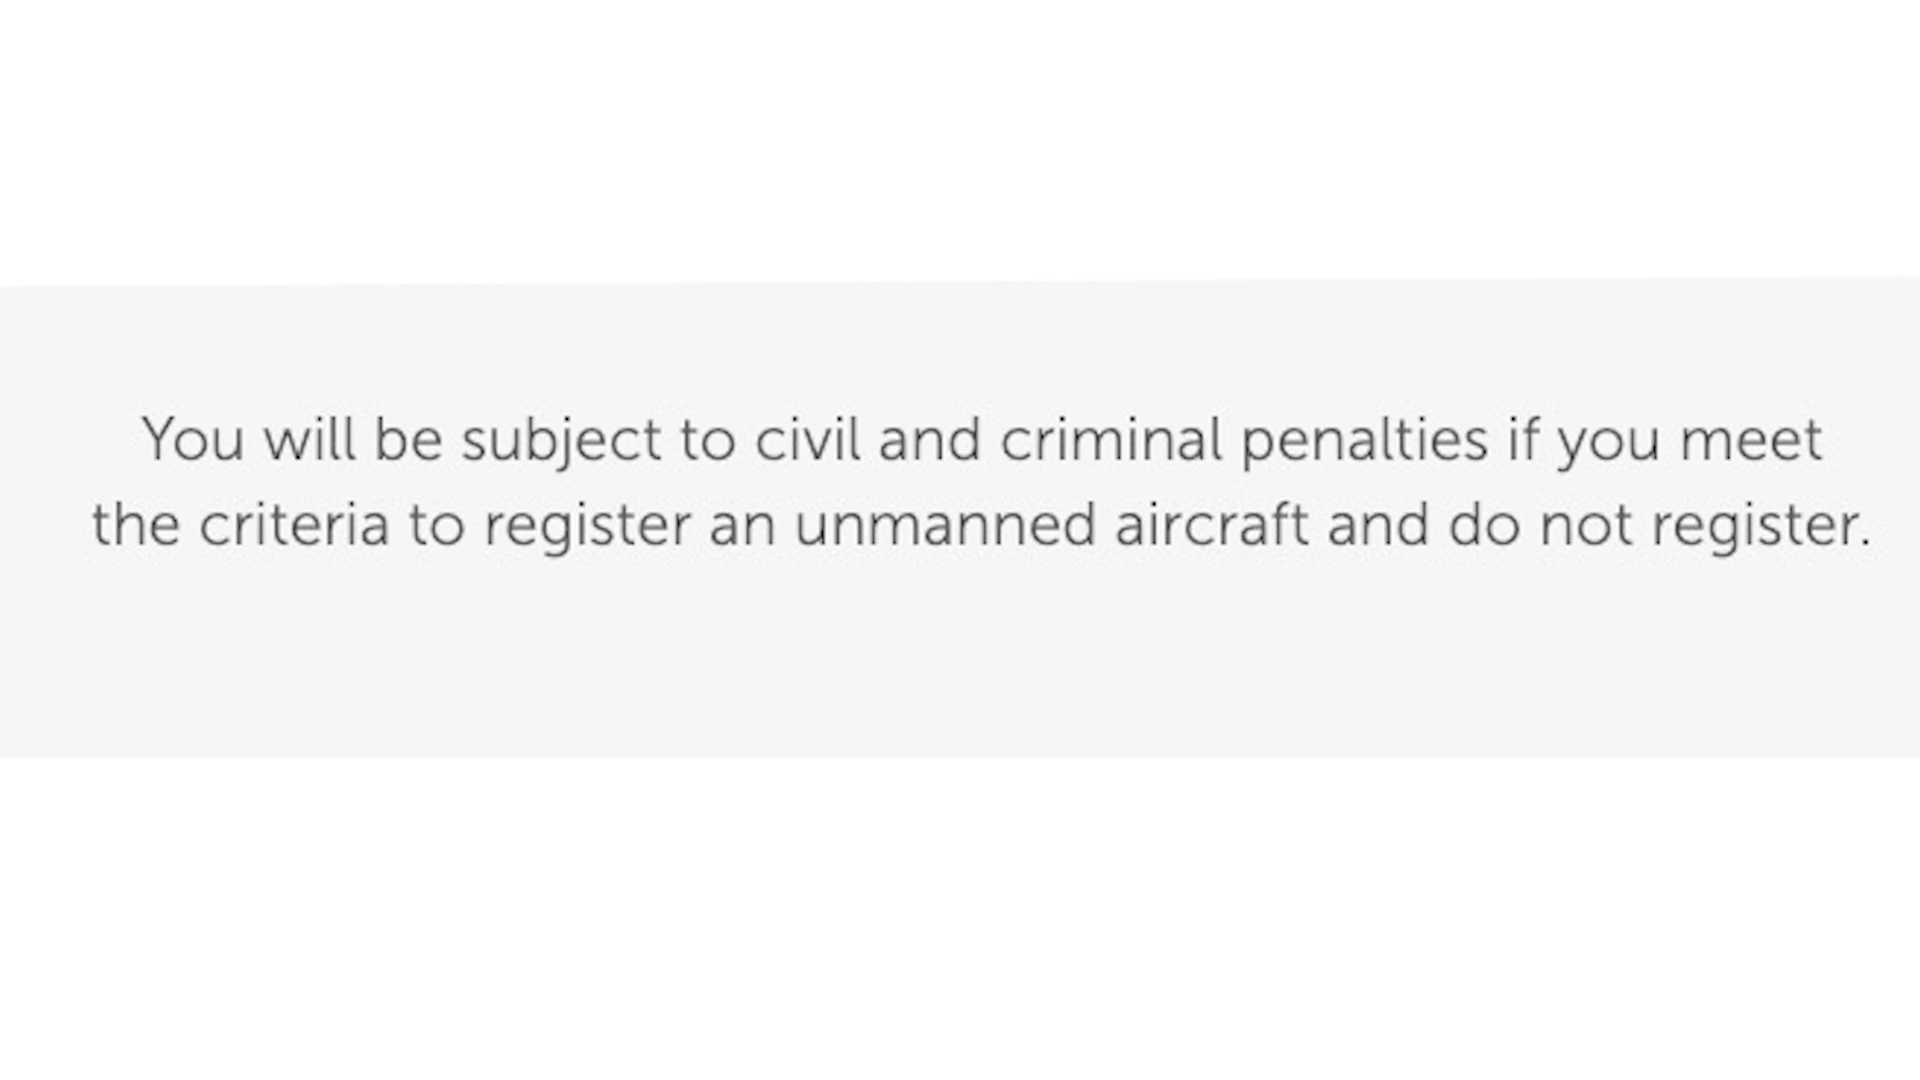 You will be subject to civil and criminal penalties if you meet
the criteria to register an unmanned aircraft and do not register.